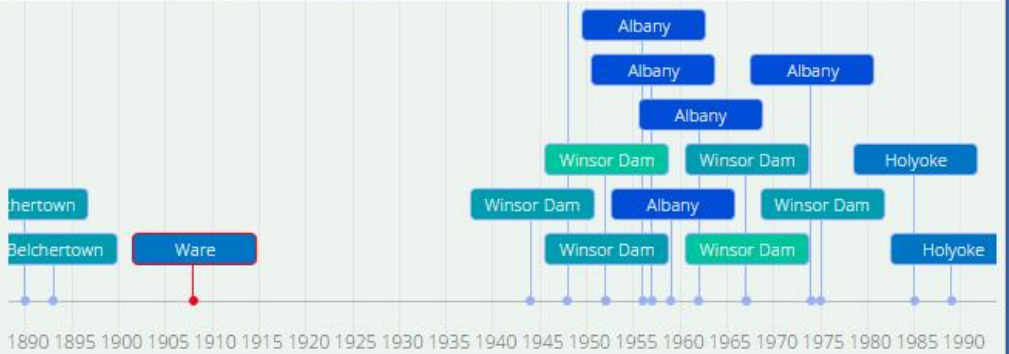 Albany
Albany Albany
Albany
Winsor Dam Winsor Dam Holyoke
chertown Winsor Dam Albany Winsor Dam
Belchertown Ware Winsor Dam Winsor Dam Holyoke
1890 1895 1900 1905 1910 1915 1920 1925 1930 1935 1940 1945 1950 1955 1960 1965 1970 1975 1980 1985 1990